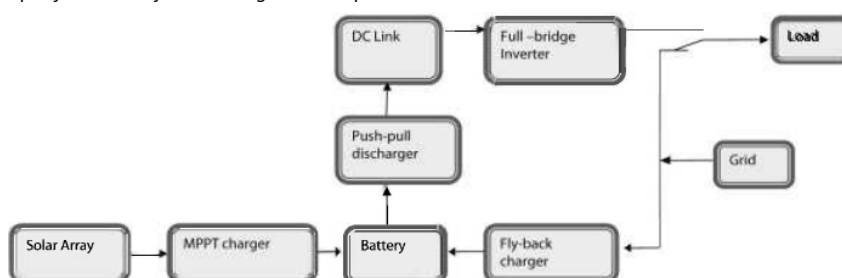 DC Link
Full –bridge
Inverter
Load
Push-pull
discharger
Grid
Solar Array
MPPT charger
Battery
Fly-back
charger